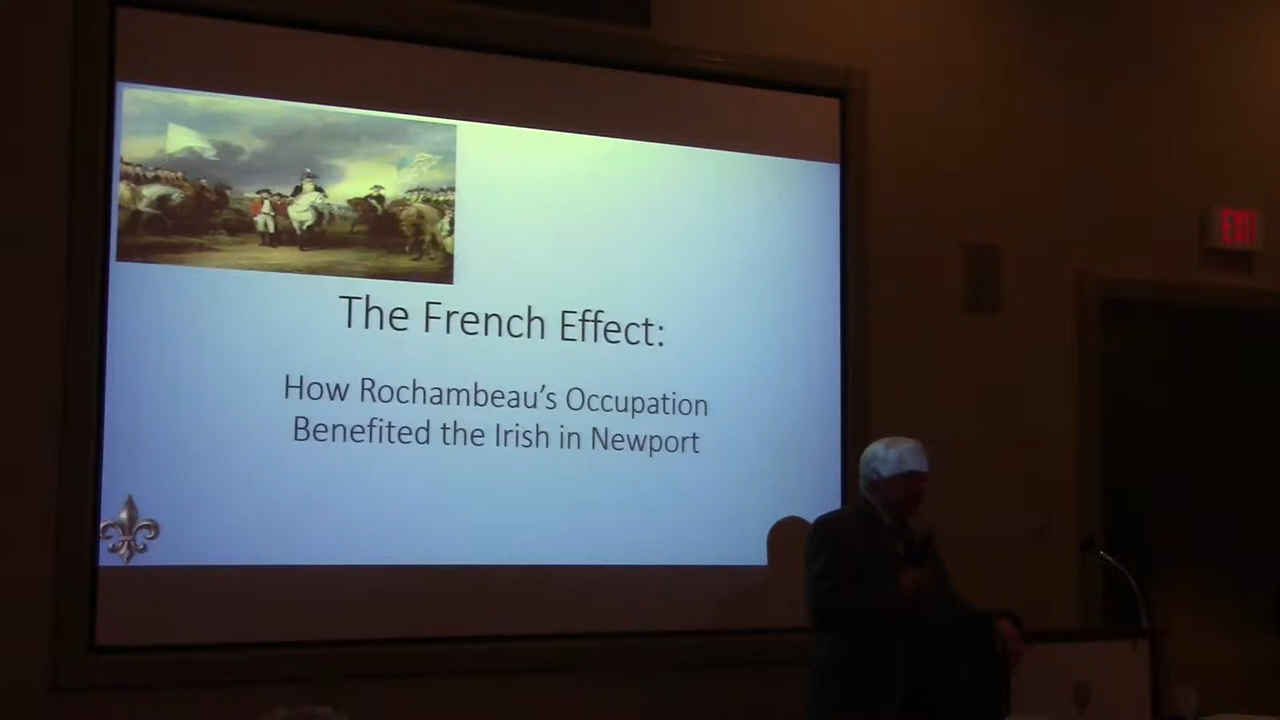 The French Effect:
How Rochambeau's Occupation
Benefited the Irish in Newport
EXIT